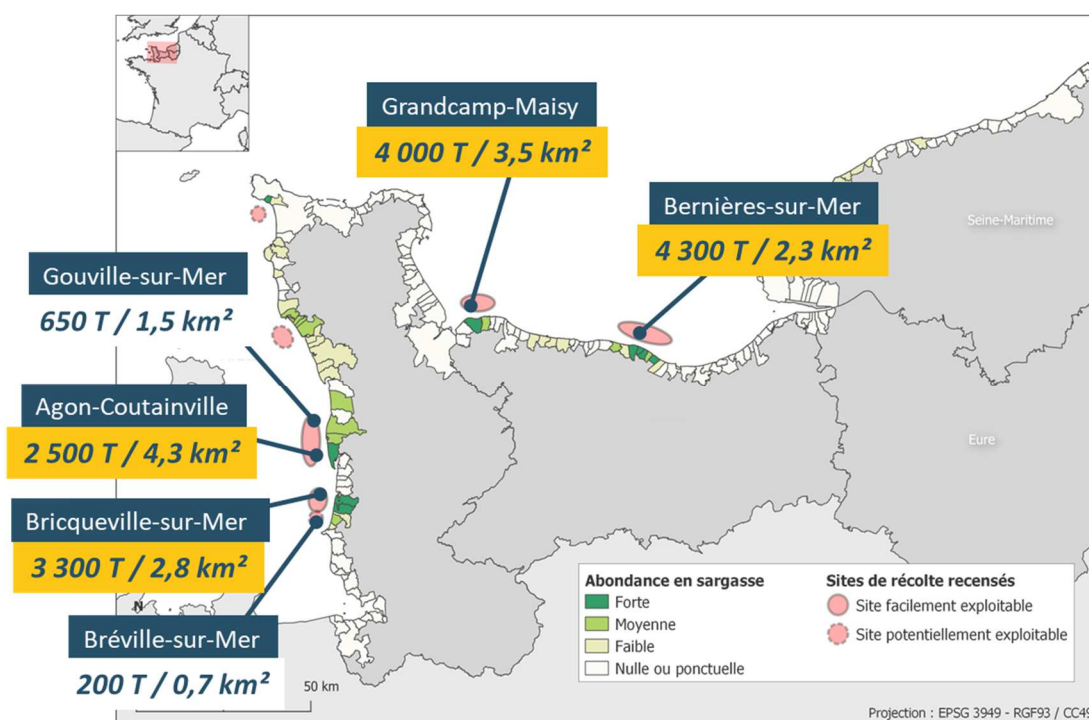 Grandcamp-Maisy
4 000 T / 3,5 km²
Bernières-sur-Mer
4 300 T / 2,3 km²
Seine-Maritime
Gouville-sur-Mer
650 T / 1,5 km²
Agon-Coutainville
2 500 T / 4,3 km²
Eure
Bricqueville-sur-Mer
3 300 T / 2,8 km²
N
Bréville-sur-Mer
200 T / 0,7 km²
50 km
Abondance en sargasse
Forte
Moyenne
Faible
Nulle ou ponctuelle
Sites de récolte recensés
Site facilement exploitable
Site potentiellement exploitable
Projection : EPSG 3949 - RGF93 / CC49